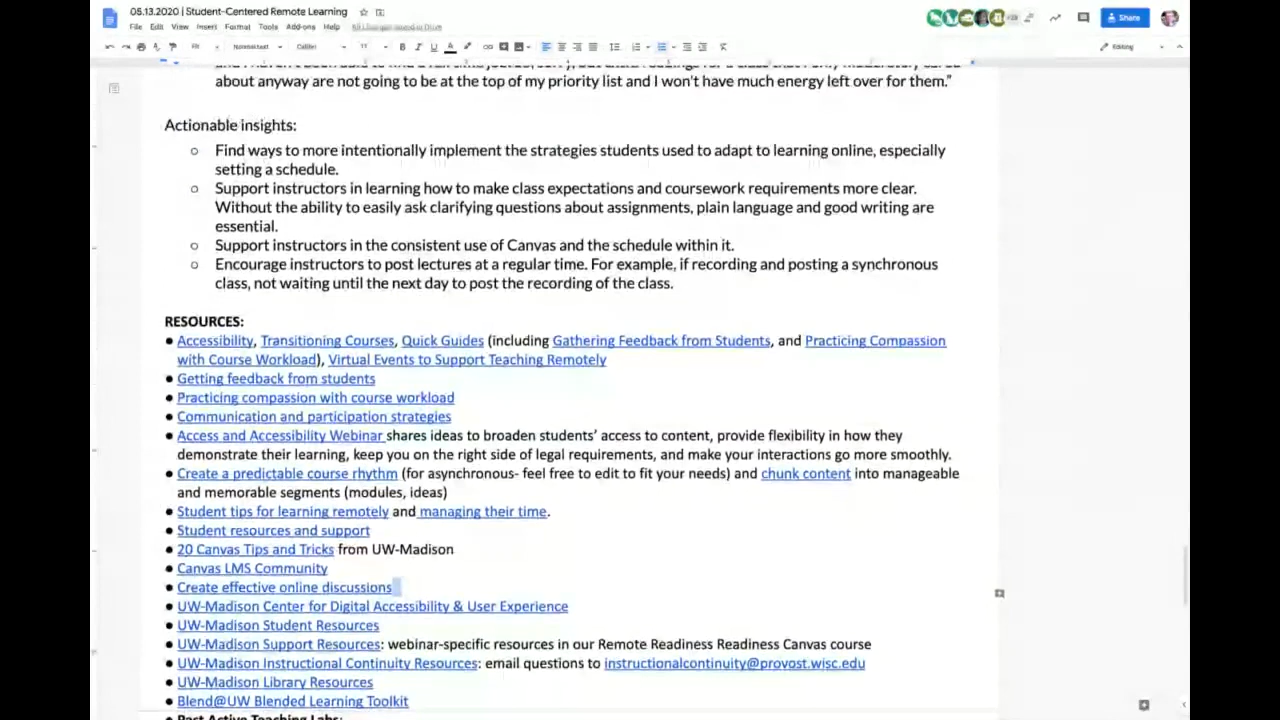 05.13.2020 | Student-Centered Remote Learning
File Edit View Insert Format Tools Add-ons Help
Share
Normal text
Calibri
11
Editing
about anyway are not going to be at the top of my priority list and I won't have much energy left over for them.”
Actionable insights:
○ Find ways to more intentionally implement the strategies students used to adapt to learning online, especially
setting a schedule.
○ Support instructors in learning how to make class expectations and coursework requirements more clear.
Without the ability to easily ask clarifying questions about assignments, plain language and good writing are
essential.
○ Support instructors in the consistent use of Canvas and the schedule within it.
○ Encourage instructors to post lectures at a regular time. For example, if recording and posting a synchronous
class, not waiting until the next day to post the recording of the class.
RESOURCES:
● Accessibility, Transitioning Courses, Quick Guides (including Gathering Feedback from Students, and Practicing Compassion
with Course Workload), Virtual Events to Support Teaching Remotely
● Getting feedback from students
● Practicing compassion with course workload
● Communication and participation strategies
● Access and Accessibility Webinar shares ideas to broaden students’ access to content, provide flexibility in how they
demonstrate their learning, keep you on the right side of legal requirements, and make your interactions go more smoothly.
● Create a predictable course rhythm (for asynchronous- feel free to edit to fit your needs) and chunk content into manageable
and memorable segments (modules, ideas)
● Student tips for learning remotely and managing their time.
● Student resources and support
● 20 Canvas Tips and Tricks from UW-Madison
● Canvas LMS Community
● Create effective online discussions
● UW-Madison Center for Digital Accessibility & User Experience
● UW-Madison Student Resources
● UW-Madison Support Resources: webinar-specific resources in our Remote Readiness Readiness Canvas course
● UW-Madison Instructional Continuity Resources: email questions to instructionalcontinuity@provost.wisc.edu
● UW-Madison Library Resources
● Blend@UW Blended Learning Toolkit
● Past Active Teaching Labs: